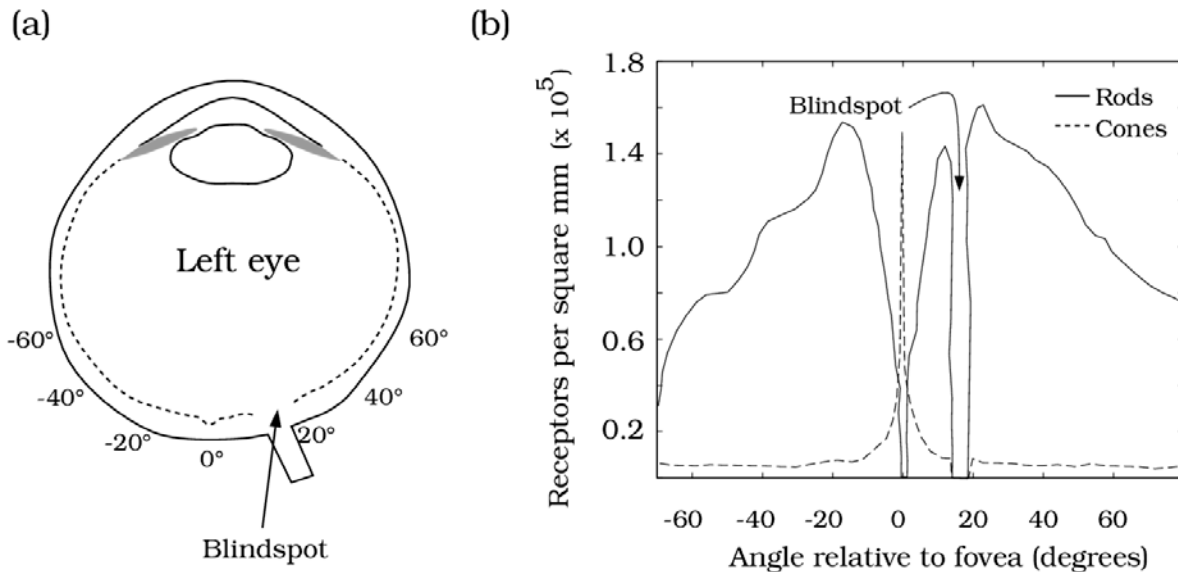 (a)
Left eye
-60°
-40°
-20°
0°
20°
40°
60°
Blindspot
(b)
Receptors per square mm (x 10⁵)
1.8
1.4
1.0
0.6
0.2
Blindspot
Rods
Cones
-60 -40 -20 0 20 40 60
Angle relative to fovea (degrees)